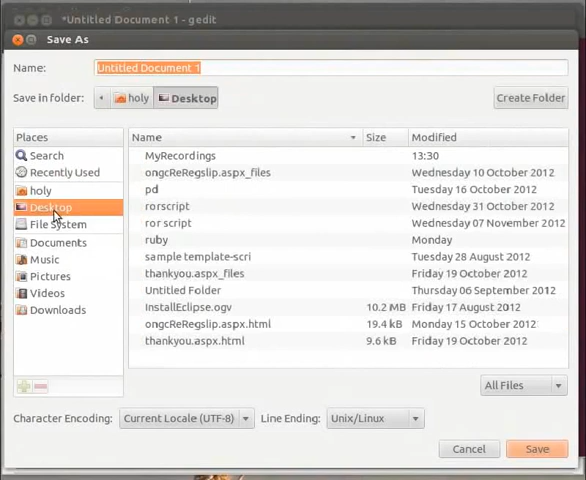 *Untitled Document 1 - gedit
Save As
Name: Untitled Document 1
Save in folder: holy Desktop Create Folder
Places Name Size Modified
Search MyRecordings 13:30
Recently Used ongcReRegslip.aspx_files Wednesday 10 October 2012
holy pd Tuesday 16 October 2012
Desktop rorscript Wednesday 31 October 2012
File System ror script Wednesday 07 November 2012
Documents ruby Monday
Music sample template-scri Tuesday 28 August 2012
Pictures thankyou.aspx_files Friday 19 October 2012
Videos Untitled Folder Thursday 06 September 2012
Downloads InstallEclipse.ogv 10.2 MB Friday 17 August 2012
ongcReRegslip.aspx.html 19.4 kB Monday 15 October 2012
thankyou.aspx.html 9.6 kB Friday 19 October 2012
All Files
Character Encoding: Current Locale (UTF-8) Line Ending: Unix/Linux
Cancel Save